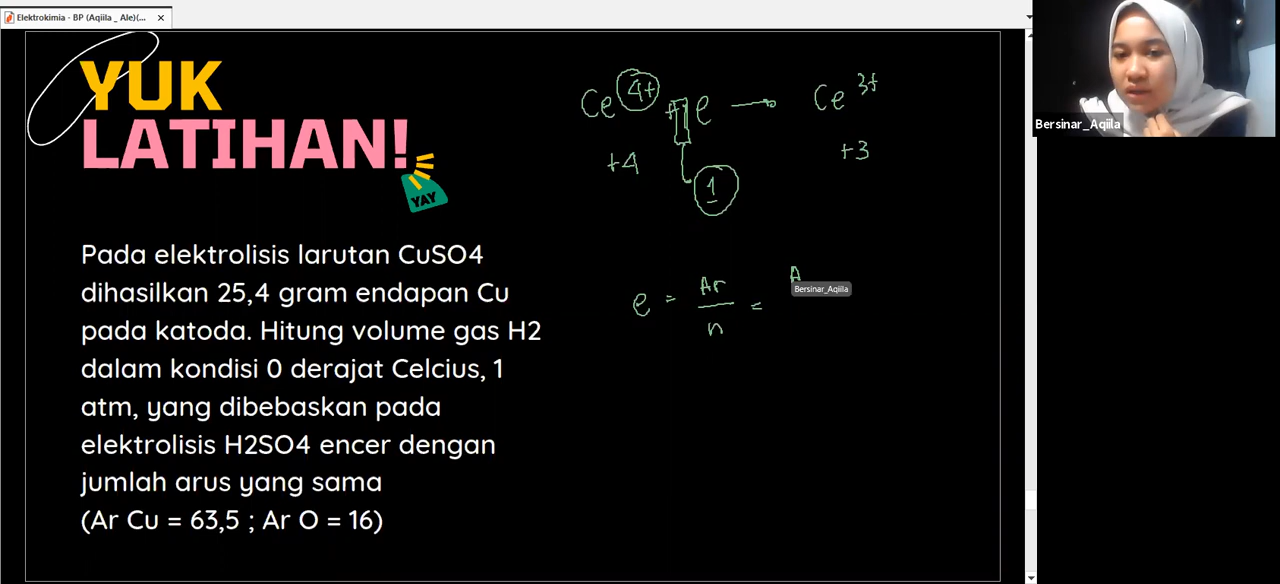 Elektrokimia - BP (Aqiila _ Ale)(...
YUK
LATIHAN!
YAY
Pada elektrolisis larutan CuSO4
dihasilkan 25,4 gram endapan Cu
pada katoda. Hitung volume gas H2
dalam kondisi 0 derajat Celcius, 1
atm, yang dibebaskan pada
elektrolisis H2SO4 encer dengan
jumlah arus yang sama
(Ar Cu = 63,5 ; Ar O = 16)
Ce 4+ e → Ce 3+
+4 +3
1
e = Ar/n = A
Bersinar_Aqiila
Bersinar_Aqiila